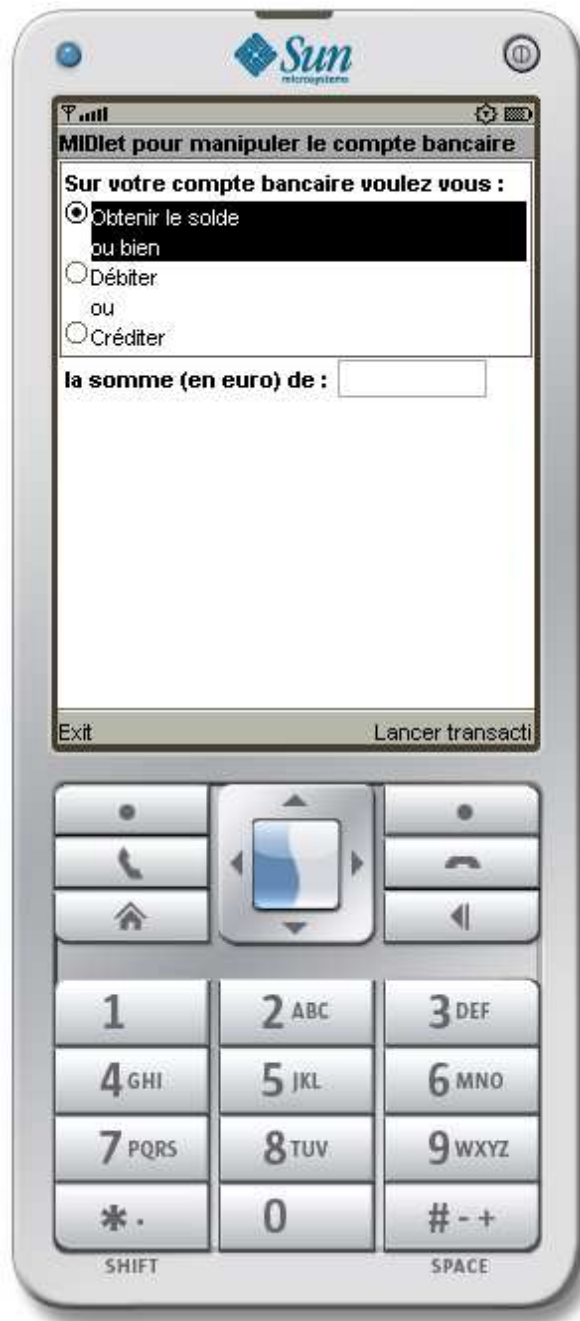 Sun
microsystems
MIDlet pour manipuler le compte bancaire
Sur votre compte bancaire voulez vous :
Obtenir le solde
ou bien
Débiter
ou
Créditer
la somme (en euro) de :
Exit Lancer transacti
1 2 ABC 3 DEF
4 GHI 5 JKL 6 MNO
7 PQRS 8 TUV 9 WXYZ
* . 0 # - +
SHIFT SPACE